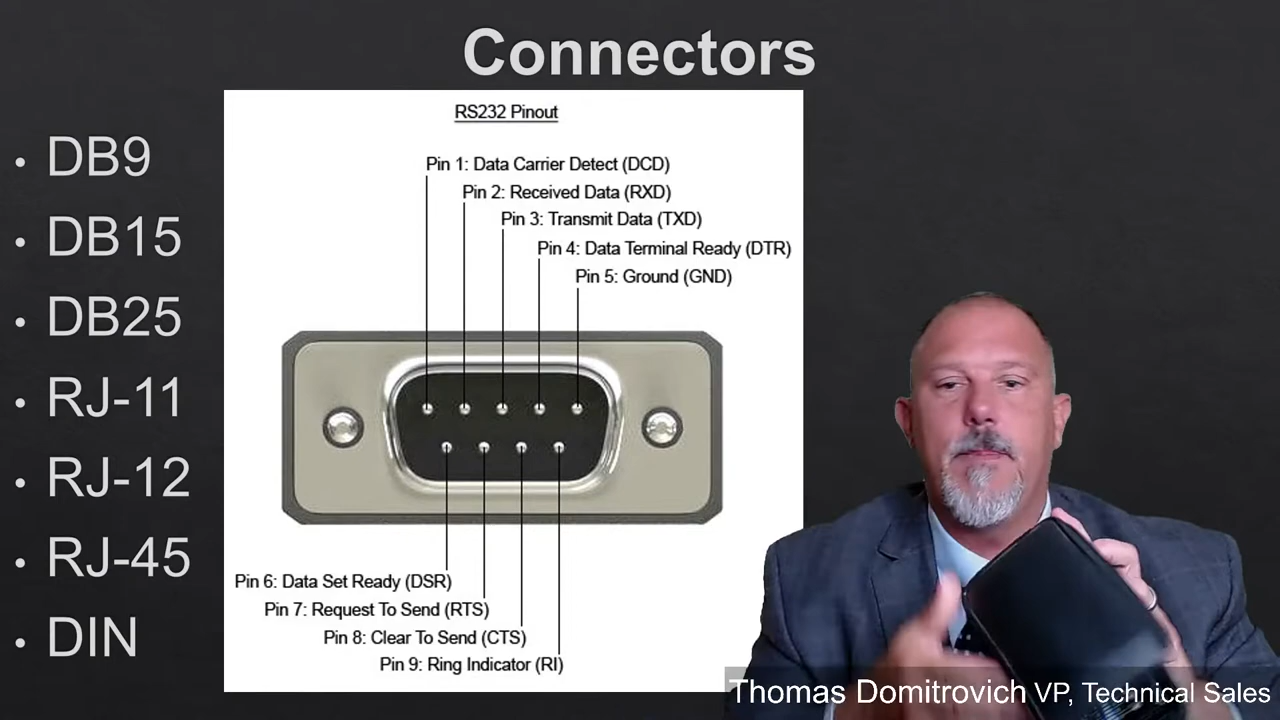 Connectors
• DB9
• DB15
• DB25
• RJ-11
• RJ-12
• RJ-45
• DIN
RS232 Pinout
Pin 1: Data Carrier Detect (DCD)
Pin 2: Received Data (RXD)
Pin 3: Transmit Data (TXD)
Pin 4: Data Terminal Ready (DTR)
Pin 5: Ground (GND)
Pin 6: Data Set Ready (DSR)
Pin 7: Request To Send (RTS)
Pin 8: Clear To Send (CTS)
Pin 9: Ring Indicator (RI)
Thomas Domitrovich VP, Technical Sales